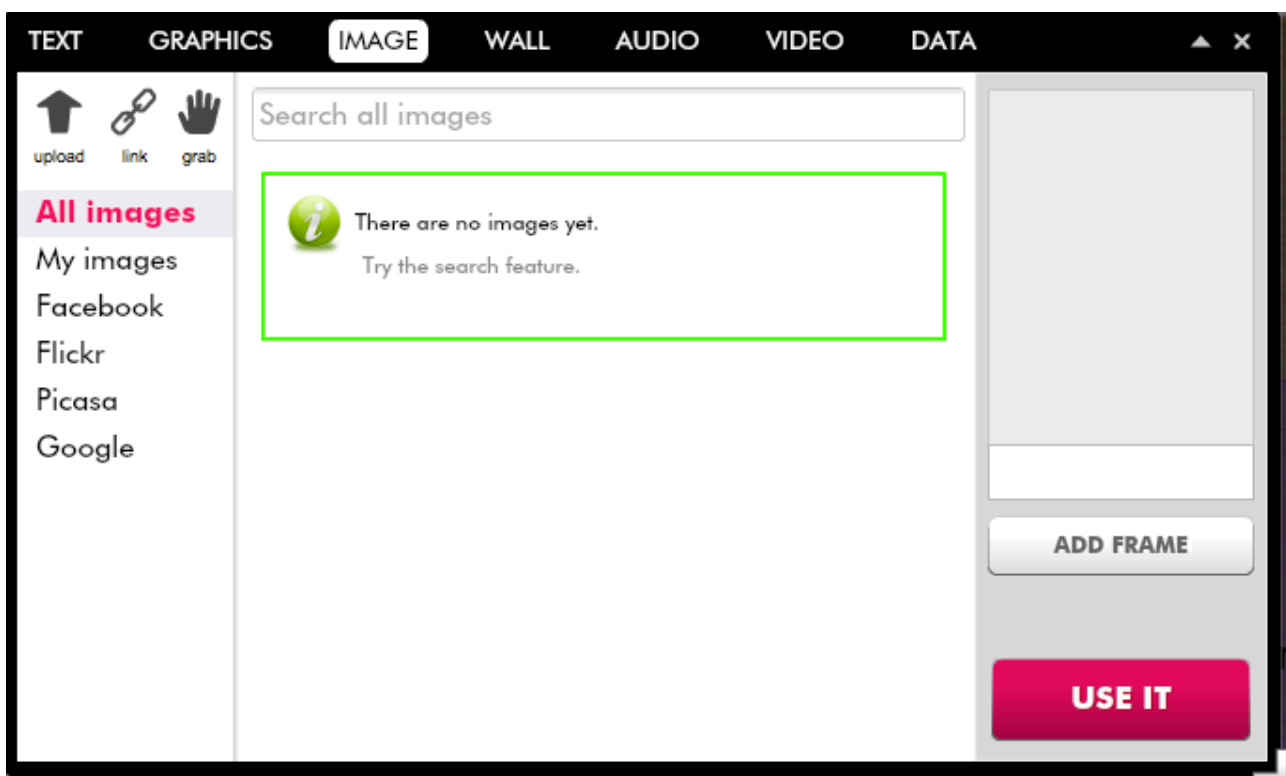 TEXT GRAPHICS IMAGE WALL AUDIO VIDEO DATA
upload link grab
Search all images
All images
My images
Facebook
Flickr
Picasa
Google
There are no images yet.
Try the search feature.
ADD FRAME
USE IT